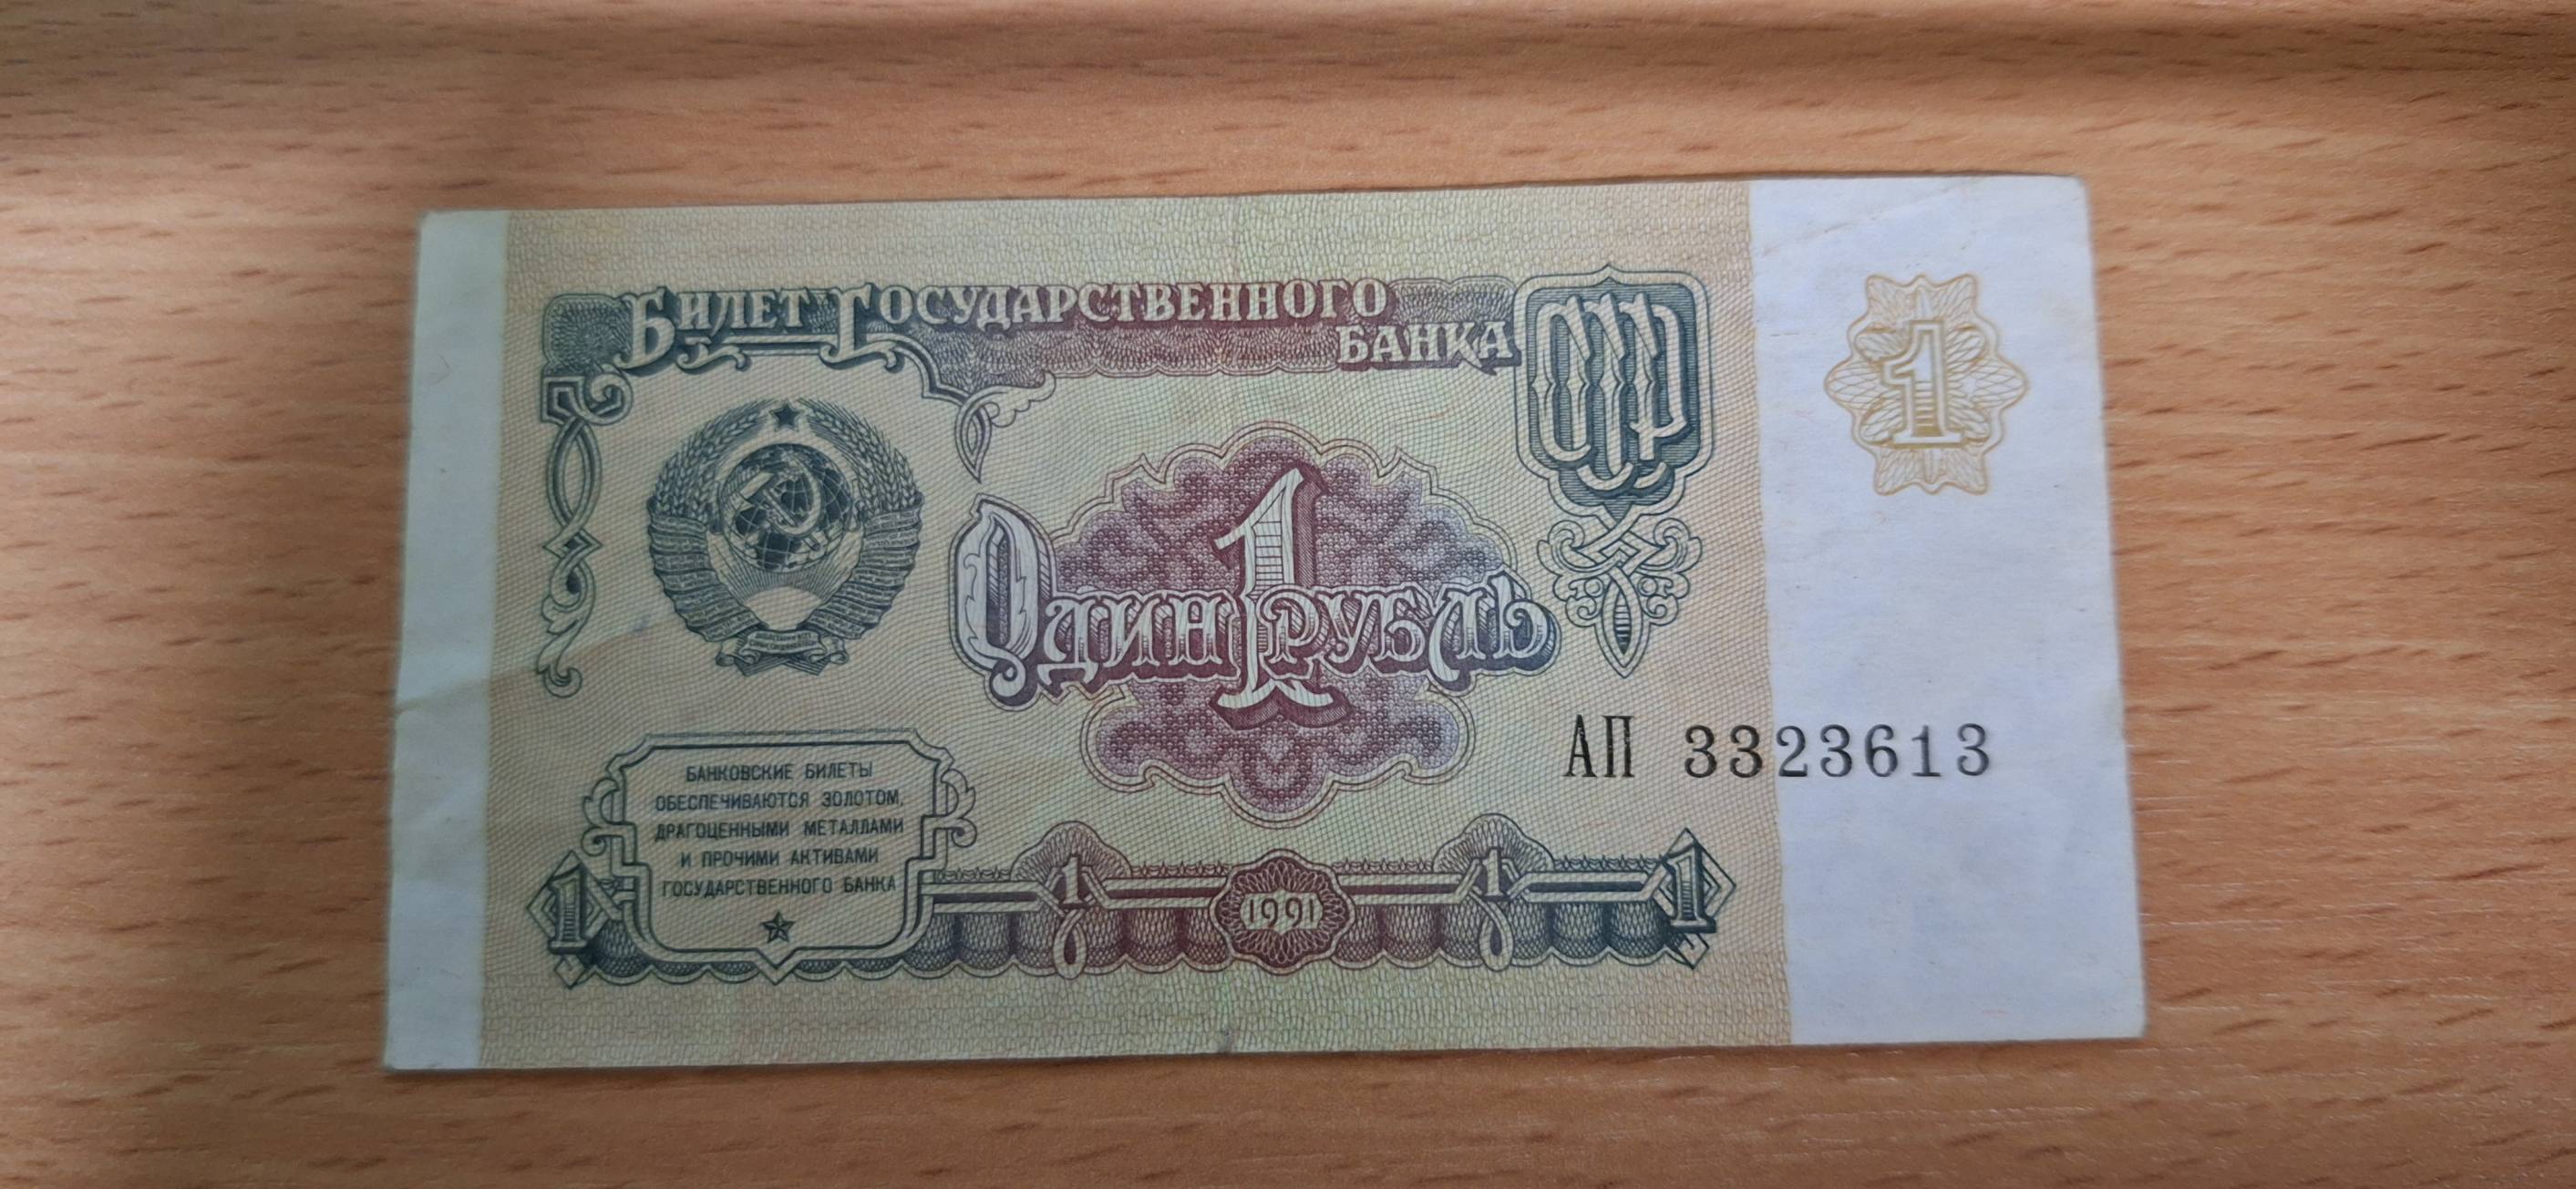 Билет Государственного
банка
1
1
Один рубль
АП 3323613
БАНКОВСКИЕ БИЛЕТЫ
ОБЕСПЕЧИВАЮТСЯ ЗОЛОТОМ,
ДРАГОЦЕННЫМИ МЕТАЛЛАМИ
И ПРОЧИМИ АКТИВАМИ
ГОСУДАРСТВЕННОГО БАНКА
1 1 1991 1 1